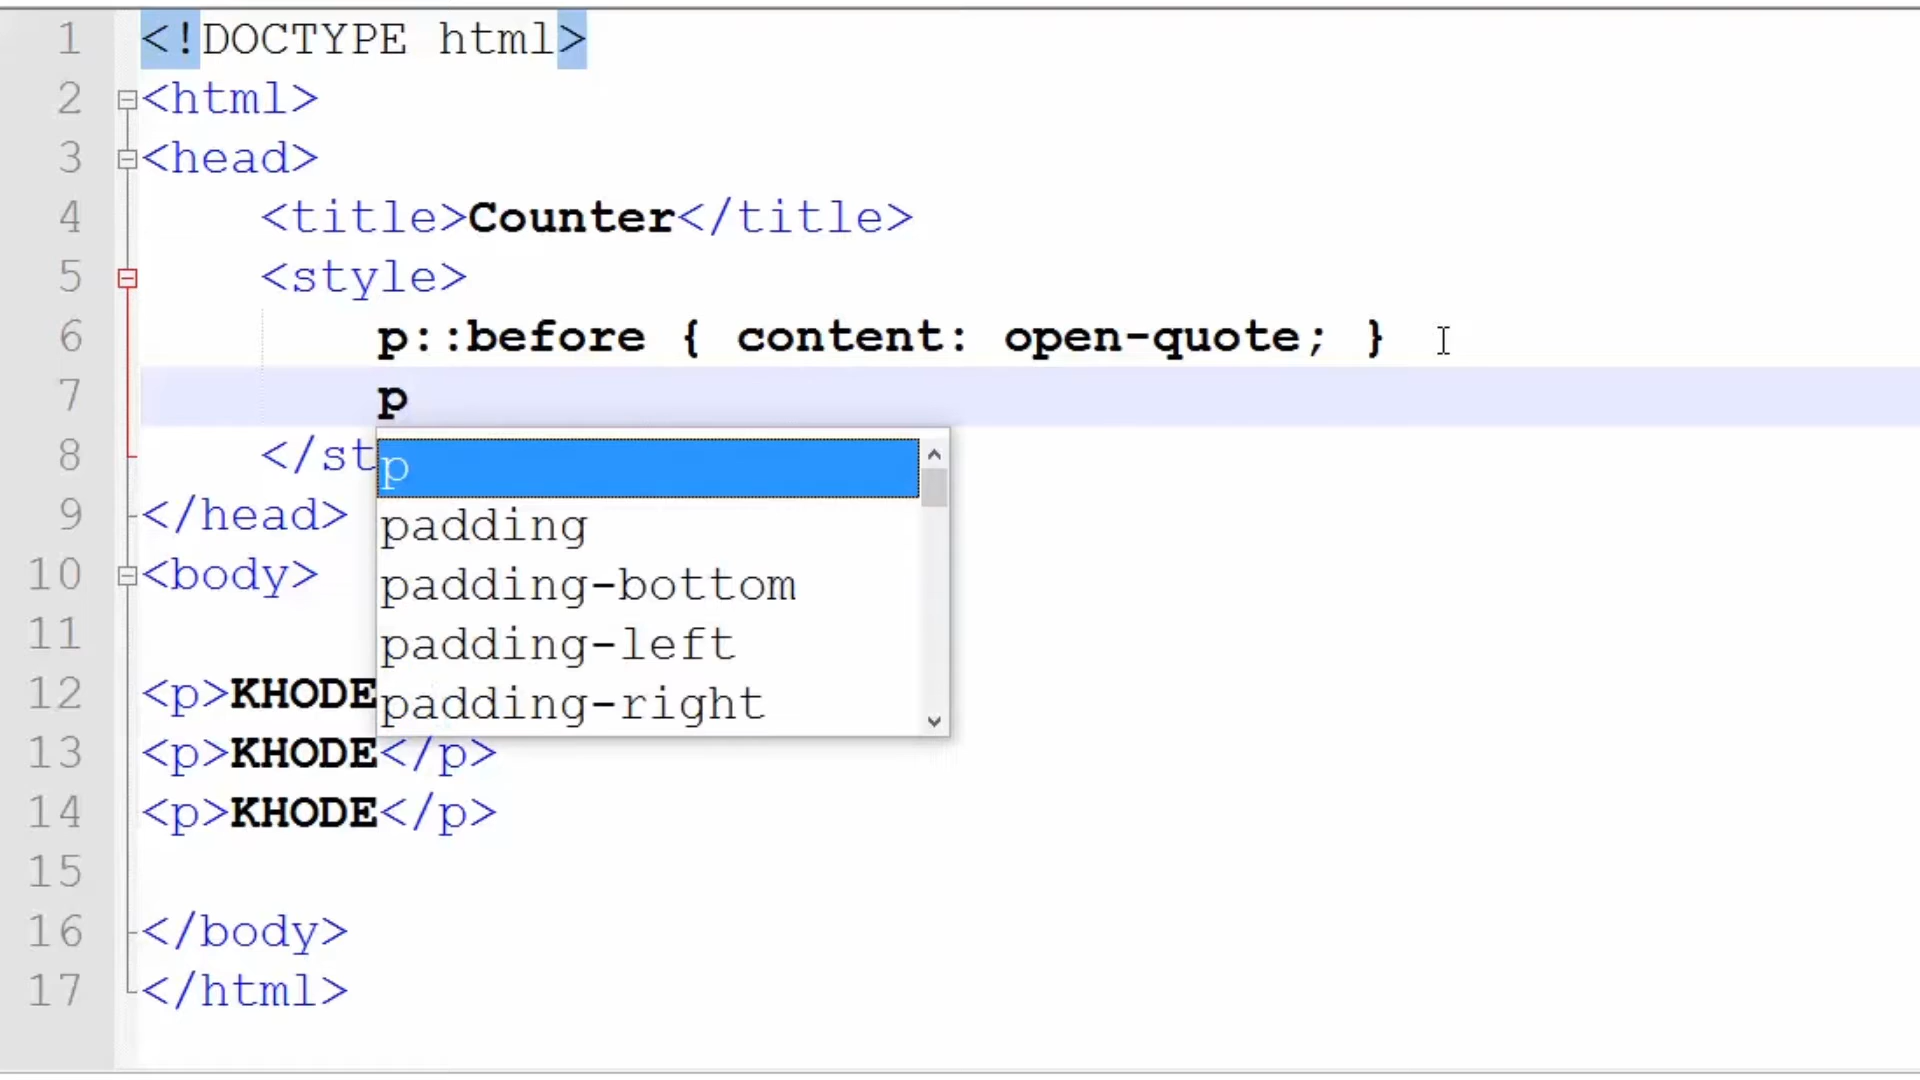 1 <!DOCTYPE html>
2 <html>
3 <head>
4 <title>Counter</title>
5 <style>
6 p::before { content: open-quote; }
7 p
8 </st
p
9 </head>
padding
10 <body>
padding-bottom
11
padding-left
12 <p>KHODE
padding-right
13 <p>KHODE</p>
14 <p>KHODE</p>
15
16 </body>
17 </html>